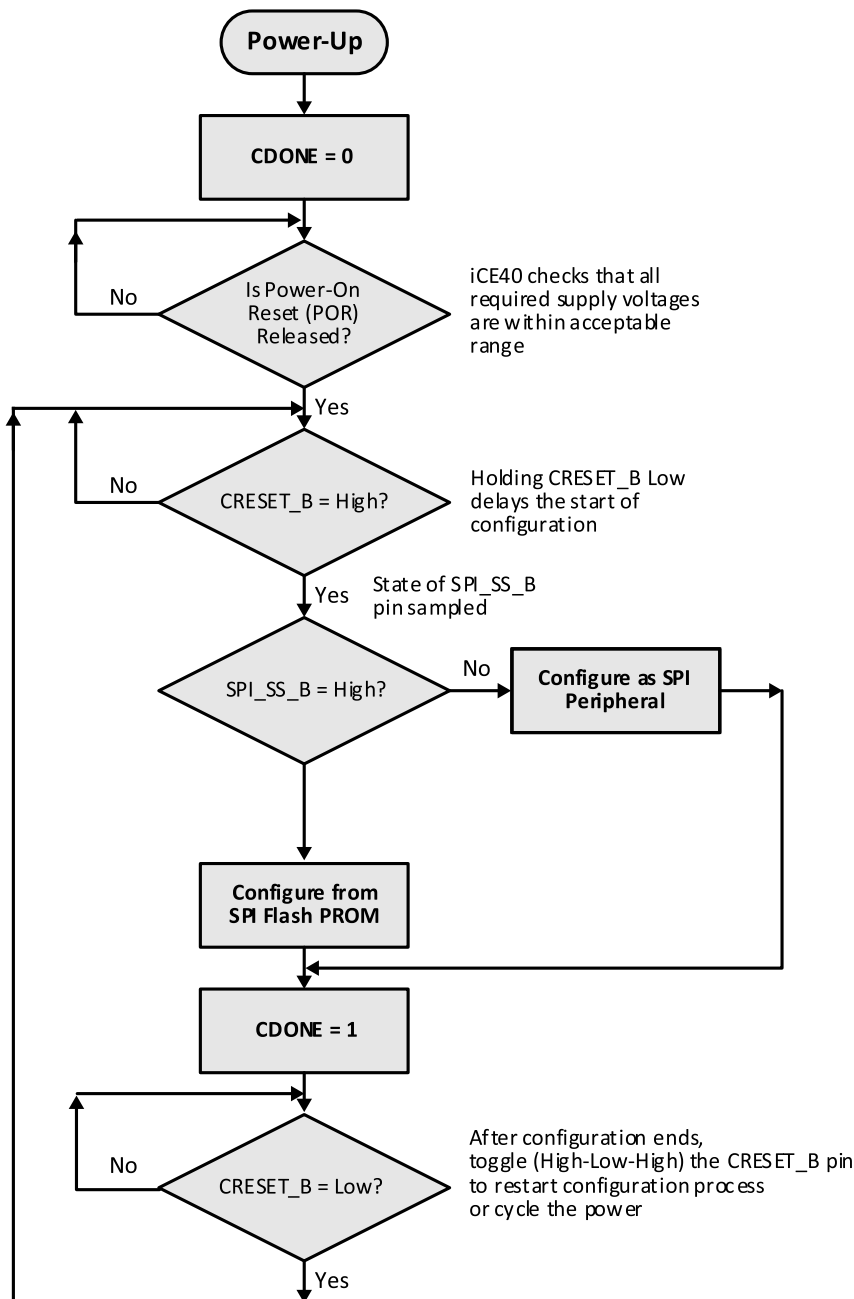 Power-Up
CDONE = 0
No
Is Power-On
Reset (POR)
Released?
iCE40 checks that all
required supply voltages
are within acceptable
range
Yes
No
CRESET_B = High?
Holding CRESET_B Low
delays the start of
configuration
Yes
State of SPI_SS_B
pin sampled
SPI_SS_B = High?
No
Configure as SPI
Peripheral
Configure from
SPI Flash PROM
CDONE = 1
No
CRESET_B = Low?
After configuration ends,
toggle (High-Low-High) the CRESET_B pin
to restart configuration process
or cycle the power
Yes